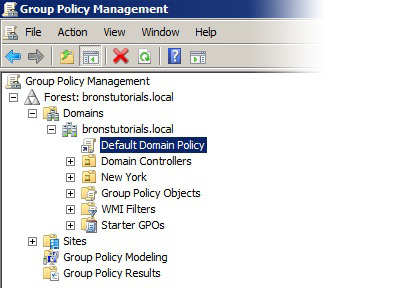 Group Policy Management
File Action View Window Help
Group Policy Management
Forest: bronstutorials.local
Domains
bronstutorials.local
Default Domain Policy
Domain Controllers
New York
Group Policy Objects
WMI Filters
Starter GPOs
Sites
Group Policy Modeling
Group Policy Results